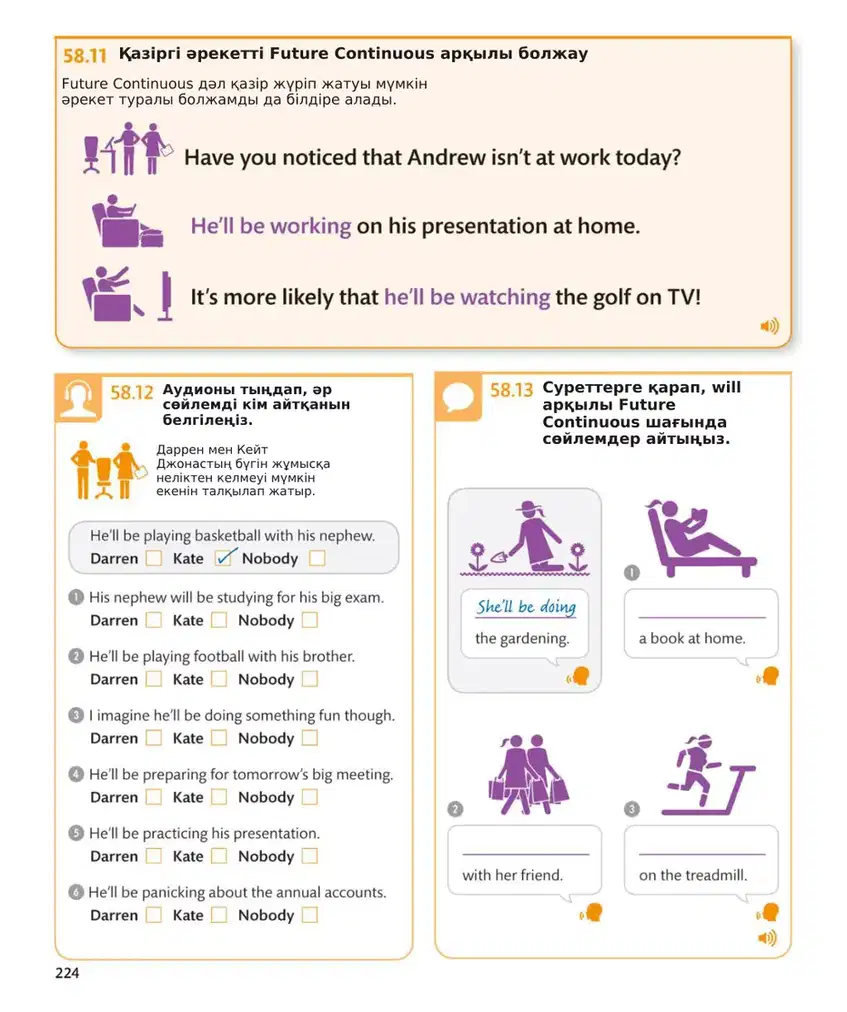 58.11 Қазіргі әрекетті Future Continuous арқылы болжау
Future Continuous дәл қазір жүріп жатуы мүмкін
әрекет туралы болжамды да білдіре алады.
Have you noticed that Andrew isn't at work today?
He'll be working on his presentation at home.
It's more likely that he'll be watching the golf on TV!
58.12 Аудионы тыңдап, әр
сөйлемді кім айтқанын
белгілеңіз.
Даррен мен Кейт
Джонастың бүгін жұмысқа
неліктен келмеуі мүмкін
екенін талқылап жатыр.
He'll be playing basketball with his nephew.
Darren Kate Nobody
1 His nephew will be studying for his big exam.
Darren Kate Nobody
2 He'll be playing football with his brother.
Darren Kate Nobody
3 I imagine he'll be doing something fun though.
Darren Kate Nobody
4 He'll be preparing for tomorrow's big meeting.
Darren Kate Nobody
5 He'll be practicing his presentation.
Darren Kate Nobody
6 He'll be panicking about the annual accounts.
Darren Kate Nobody
58.13 Суреттерге қарап, will
арқылы Future
Continuous шағында
сөйлемдер айтыңыз.
She'll be doing
the gardening.
1
a book at home.
2
with her friend.
3
on the treadmill.
224